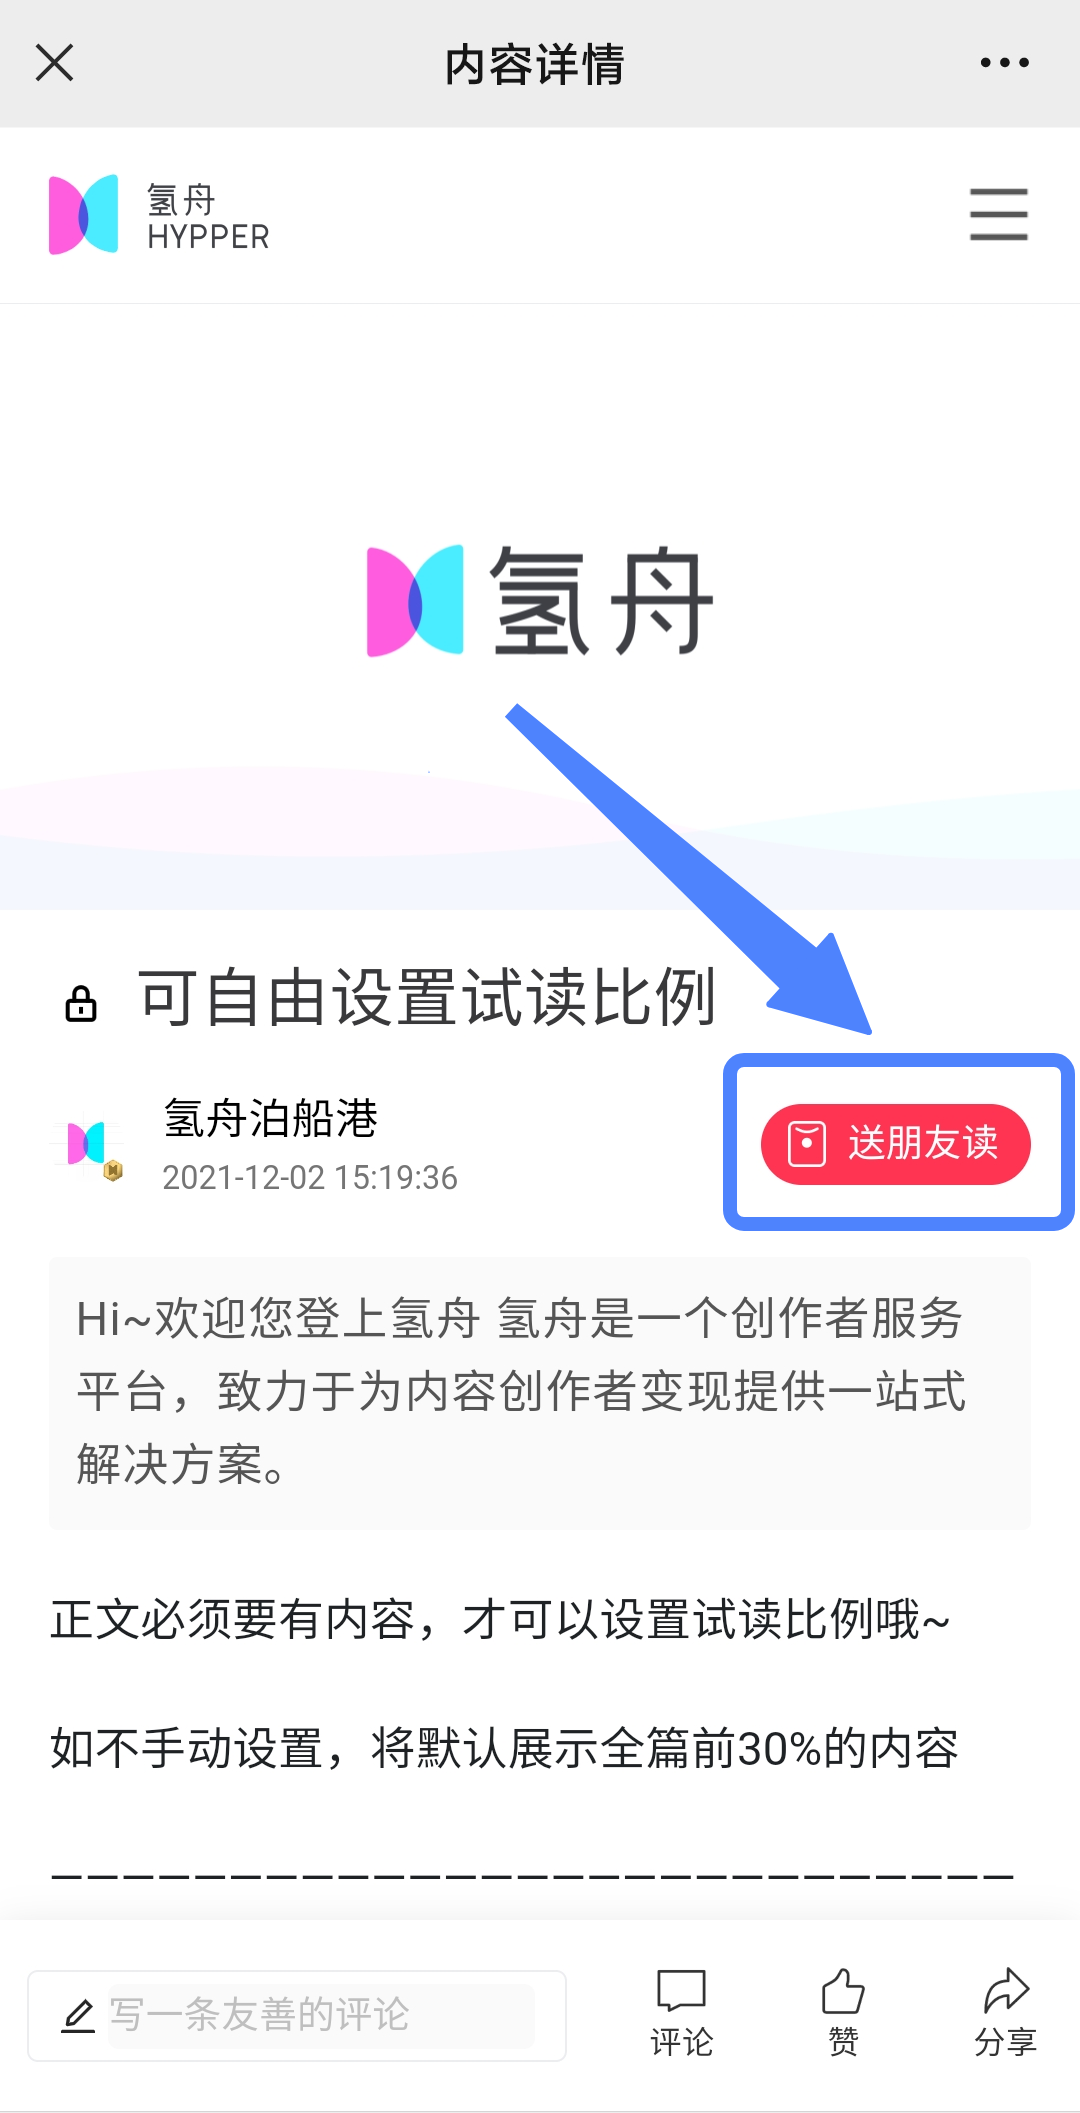 内容详情
氢舟
HYPPER
氢舟
可自由设置试读比例
氢舟泊船港
2021-12-02 15:19:36
送朋友读
Hi~欢迎您登上氢舟 氢舟是一个创作者服务
平台，致力于为内容创作者变现提供一站式
解决方案。
正文必须要有内容，才可以设置试读比例哦~
如不手动设置，将默认展示全篇前30%的内容
———————————————————————————
写一条友善的评论
评论
赞
分享